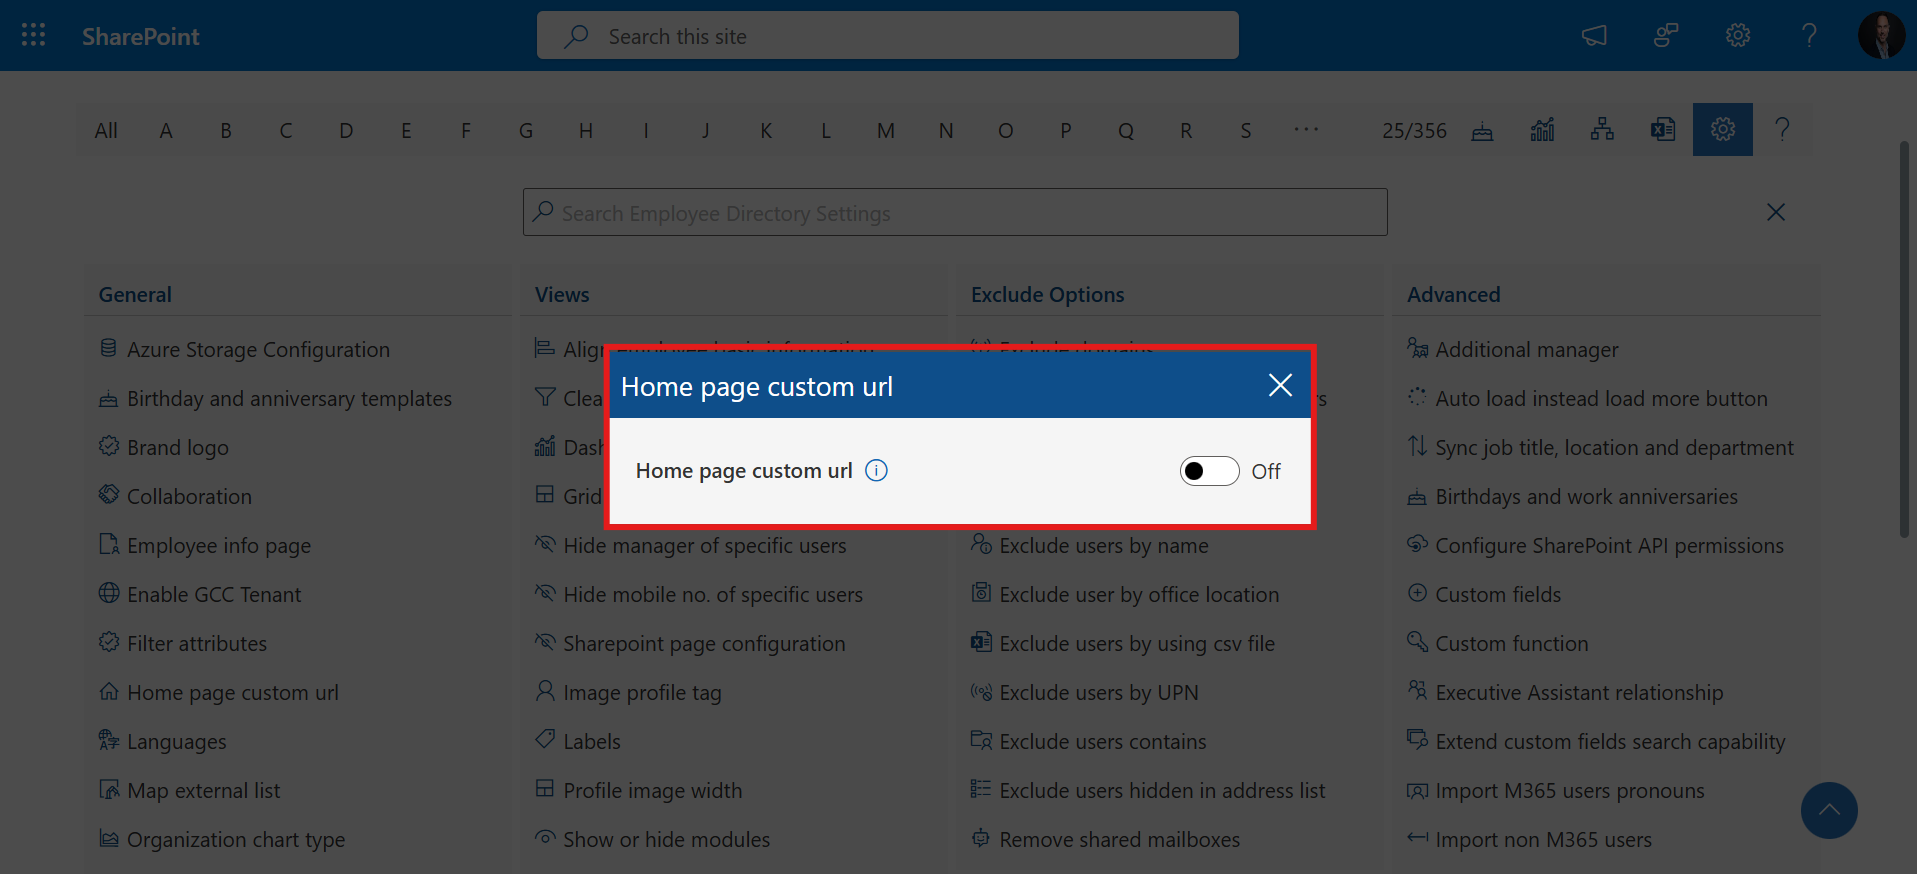 SharePoint
Search this site
All A B C D E F G H I J K L M N O P Q R S ... 25/356
Search Employee Directory Settings
General
Azure Storage Configuration
Birthday and anniversary templates
Brand logo
Collaboration
Employee info page
Enable GCC Tenant
Filter attributes
Home page custom url
Languages
Map external list
Organization chart type
Views
Align employee basic information
Clea
Dash
Grid
Hide manager of specific users
Hide mobile no. of specific users
Sharepoint page configuration
Image profile tag
Labels
Profile image width
Show or hide modules
Exclude Options
Exclude domains
rs
Exclude users by name
Exclude user by office location
Exclude users by using csv file
Exclude users by UPN
Exclude users contains
Exclude users hidden in address list
Remove shared mailboxes
Advanced
Additional manager
Auto load instead load more button
Sync job title, location and department
Birthdays and work anniversaries
Configure SharePoint API permissions
Custom fields
Custom function
Executive Assistant relationship
Extend custom fields search capability
Import M365 users pronouns
Import non M365 users
Home page custom url
Home page custom url
Off